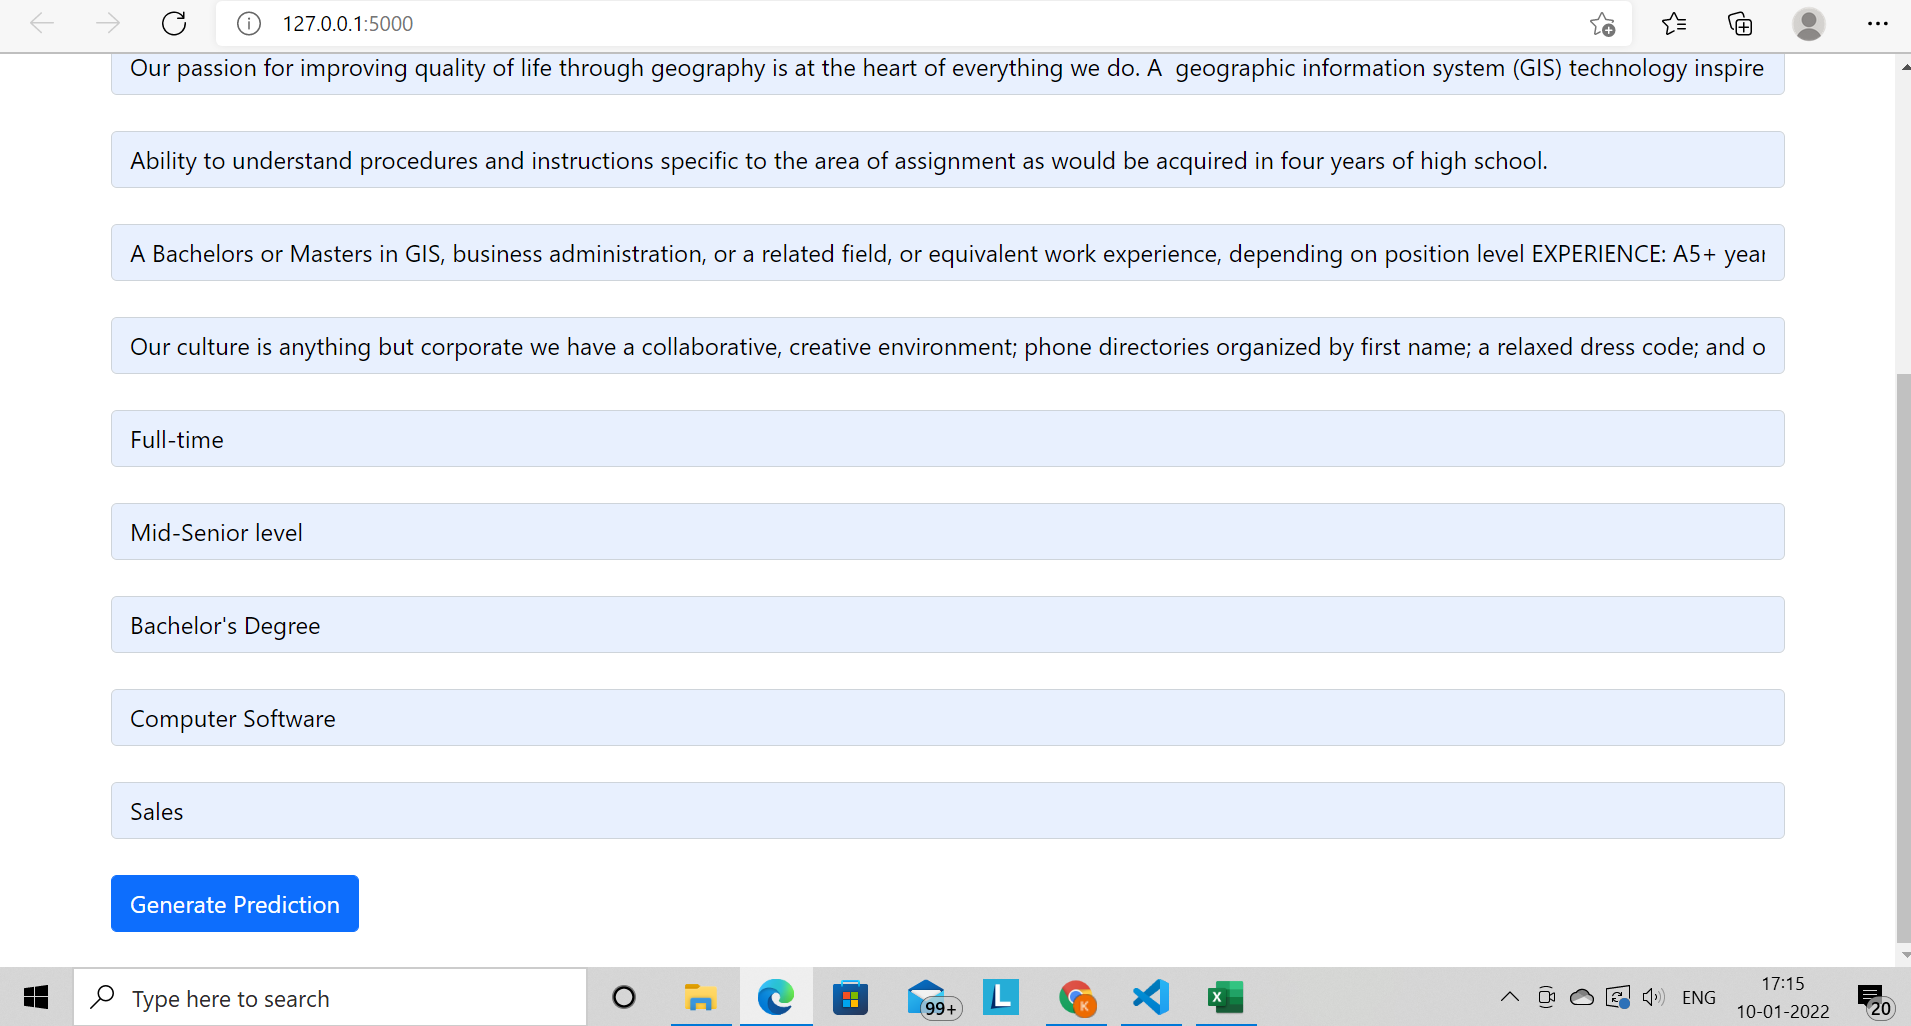 127.0.0.1:5000
Our passion for improving quality of life through geography is at the heart of everything we do. A  geographic information system (GIS) technology inspire
Ability to understand procedures and instructions specific to the area of assignment as would be acquired in four years of high school.
A Bachelors or Masters in GIS, business administration, or a related field, or equivalent work experience, depending on position level EXPERIENCE: A5+ year
Our culture is anything but corporate we have a collaborative, creative environment; phone directories organized by first name; a relaxed dress code; and o
Full-time
Mid-Senior level
Bachelor's Degree
Computer Software
Sales
Generate Prediction
Type here to search
99+
L
K
X
ENG
17:15
10-01-2022
20